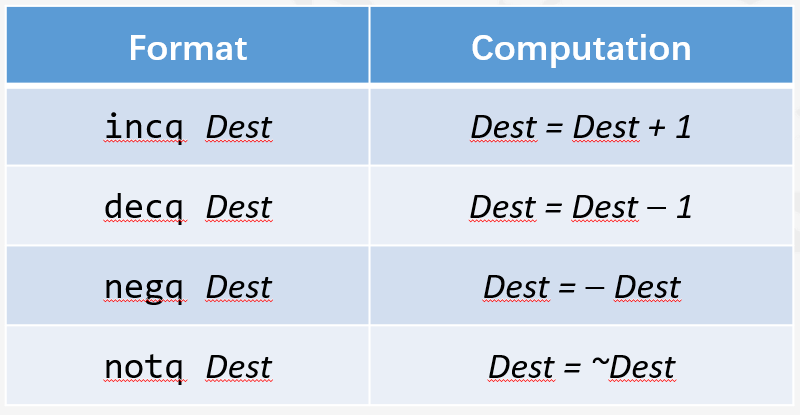 Format Computation
incq Dest Dest = Dest + 1
decq Dest Dest = Dest − 1
negq Dest Dest = − Dest
notq Dest Dest = ~Dest